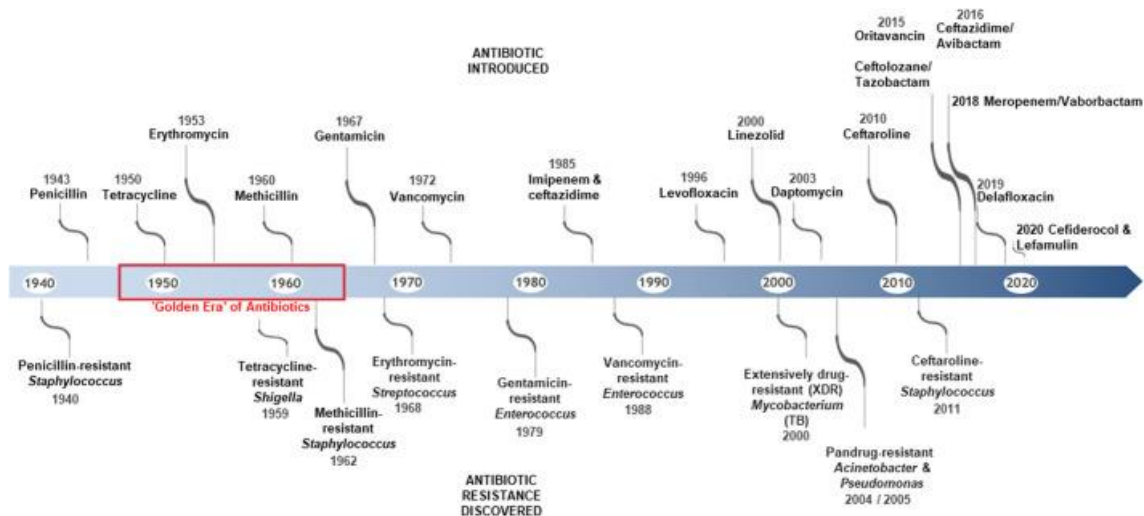 2015
Oritavancin
2016
Ceftazidime/
Avibactam
ANTIBIOTIC
INTRODUCED
Ceftolozane/
Tazobactam
2018 Meropenem/Vaborbactam
1953
Erythromycin
1967
Gentamicin
2000
Linezolid
2010
Ceftaroline
1943
Penicillin
1950
Tetracycline
1960
Methicillin
1972
Vancomycin
1985
Imipenem &
ceftazidime
1996
Levofloxacin
2003
Daptomycin
2019
Delafloxacin
2020 Cefiderocol &
Lefamulin
1940
1950
1960
1970
1980
1990
2000
2010
2020
'Golden Era' of Antibiotics
Penicillin-resistant
Staphylococcus
1940
Tetracycline-
resistant
Shigella
1959
Methicillin-
resistant
Staphylococcus
1962
Erythromycin-
resistant
Streptococcus
1968
Gentamicin-
resistant
Enterococcus
1979
Vancomycin-
resistant
Enterococcus
1988
Extensively drug-
resistant (XDR)
Mycobacterium
(TB)
2000
Pandrug-resistant
Acinetobacter &
Pseudomonas
2004 / 2005
Ceftaroline-
resistant
Staphylococcus
2011
ANTIBIOTIC
RESISTANCE
DISCOVERED